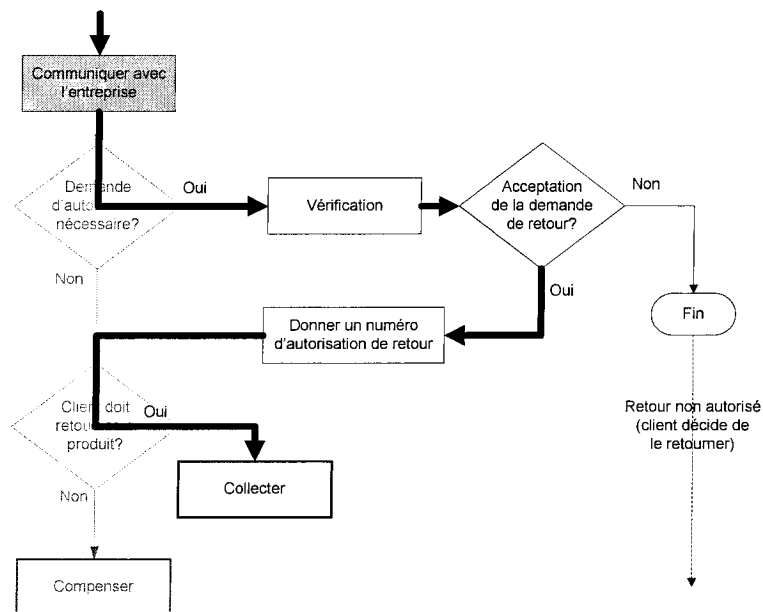 Communiquer avec
l'entreprise
Demande
nécessaire?
Oui
Vérification
Acceptation
de la demande
de retour?
Non
Non
Oui
Donner un numéro
d'autorisation de retour
Fin
Client doit
produit?
Oui
Retour non autorisé
(client décide de
le retourner)
Collecter
Non
Compenser